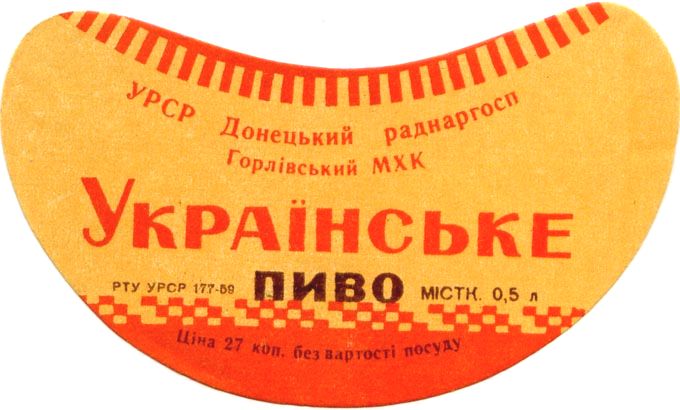 УРСР Донецький раднаргосп
Горлівський МХК
УКРАЇНСЬКЕ
РТУ УРСР 177-59 ПИВО МІСТК. 0,5 л
Ціна 27 коп. без вартості посуду